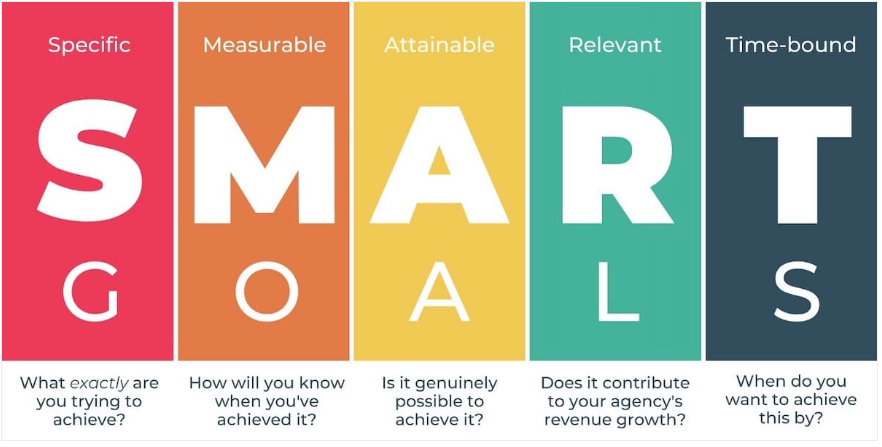 Specific
Measurable
Attainable
Relevant
Time-bound
S
M
A
R
T
G
O
A
L
S
What exactly are
you trying to
achieve?
How will you know
when you've
achieved it?
Is it genuinely
possible to
achieve it?
Does it contribute
to your agency's
revenue growth?
When do you
want to achieve
this by?